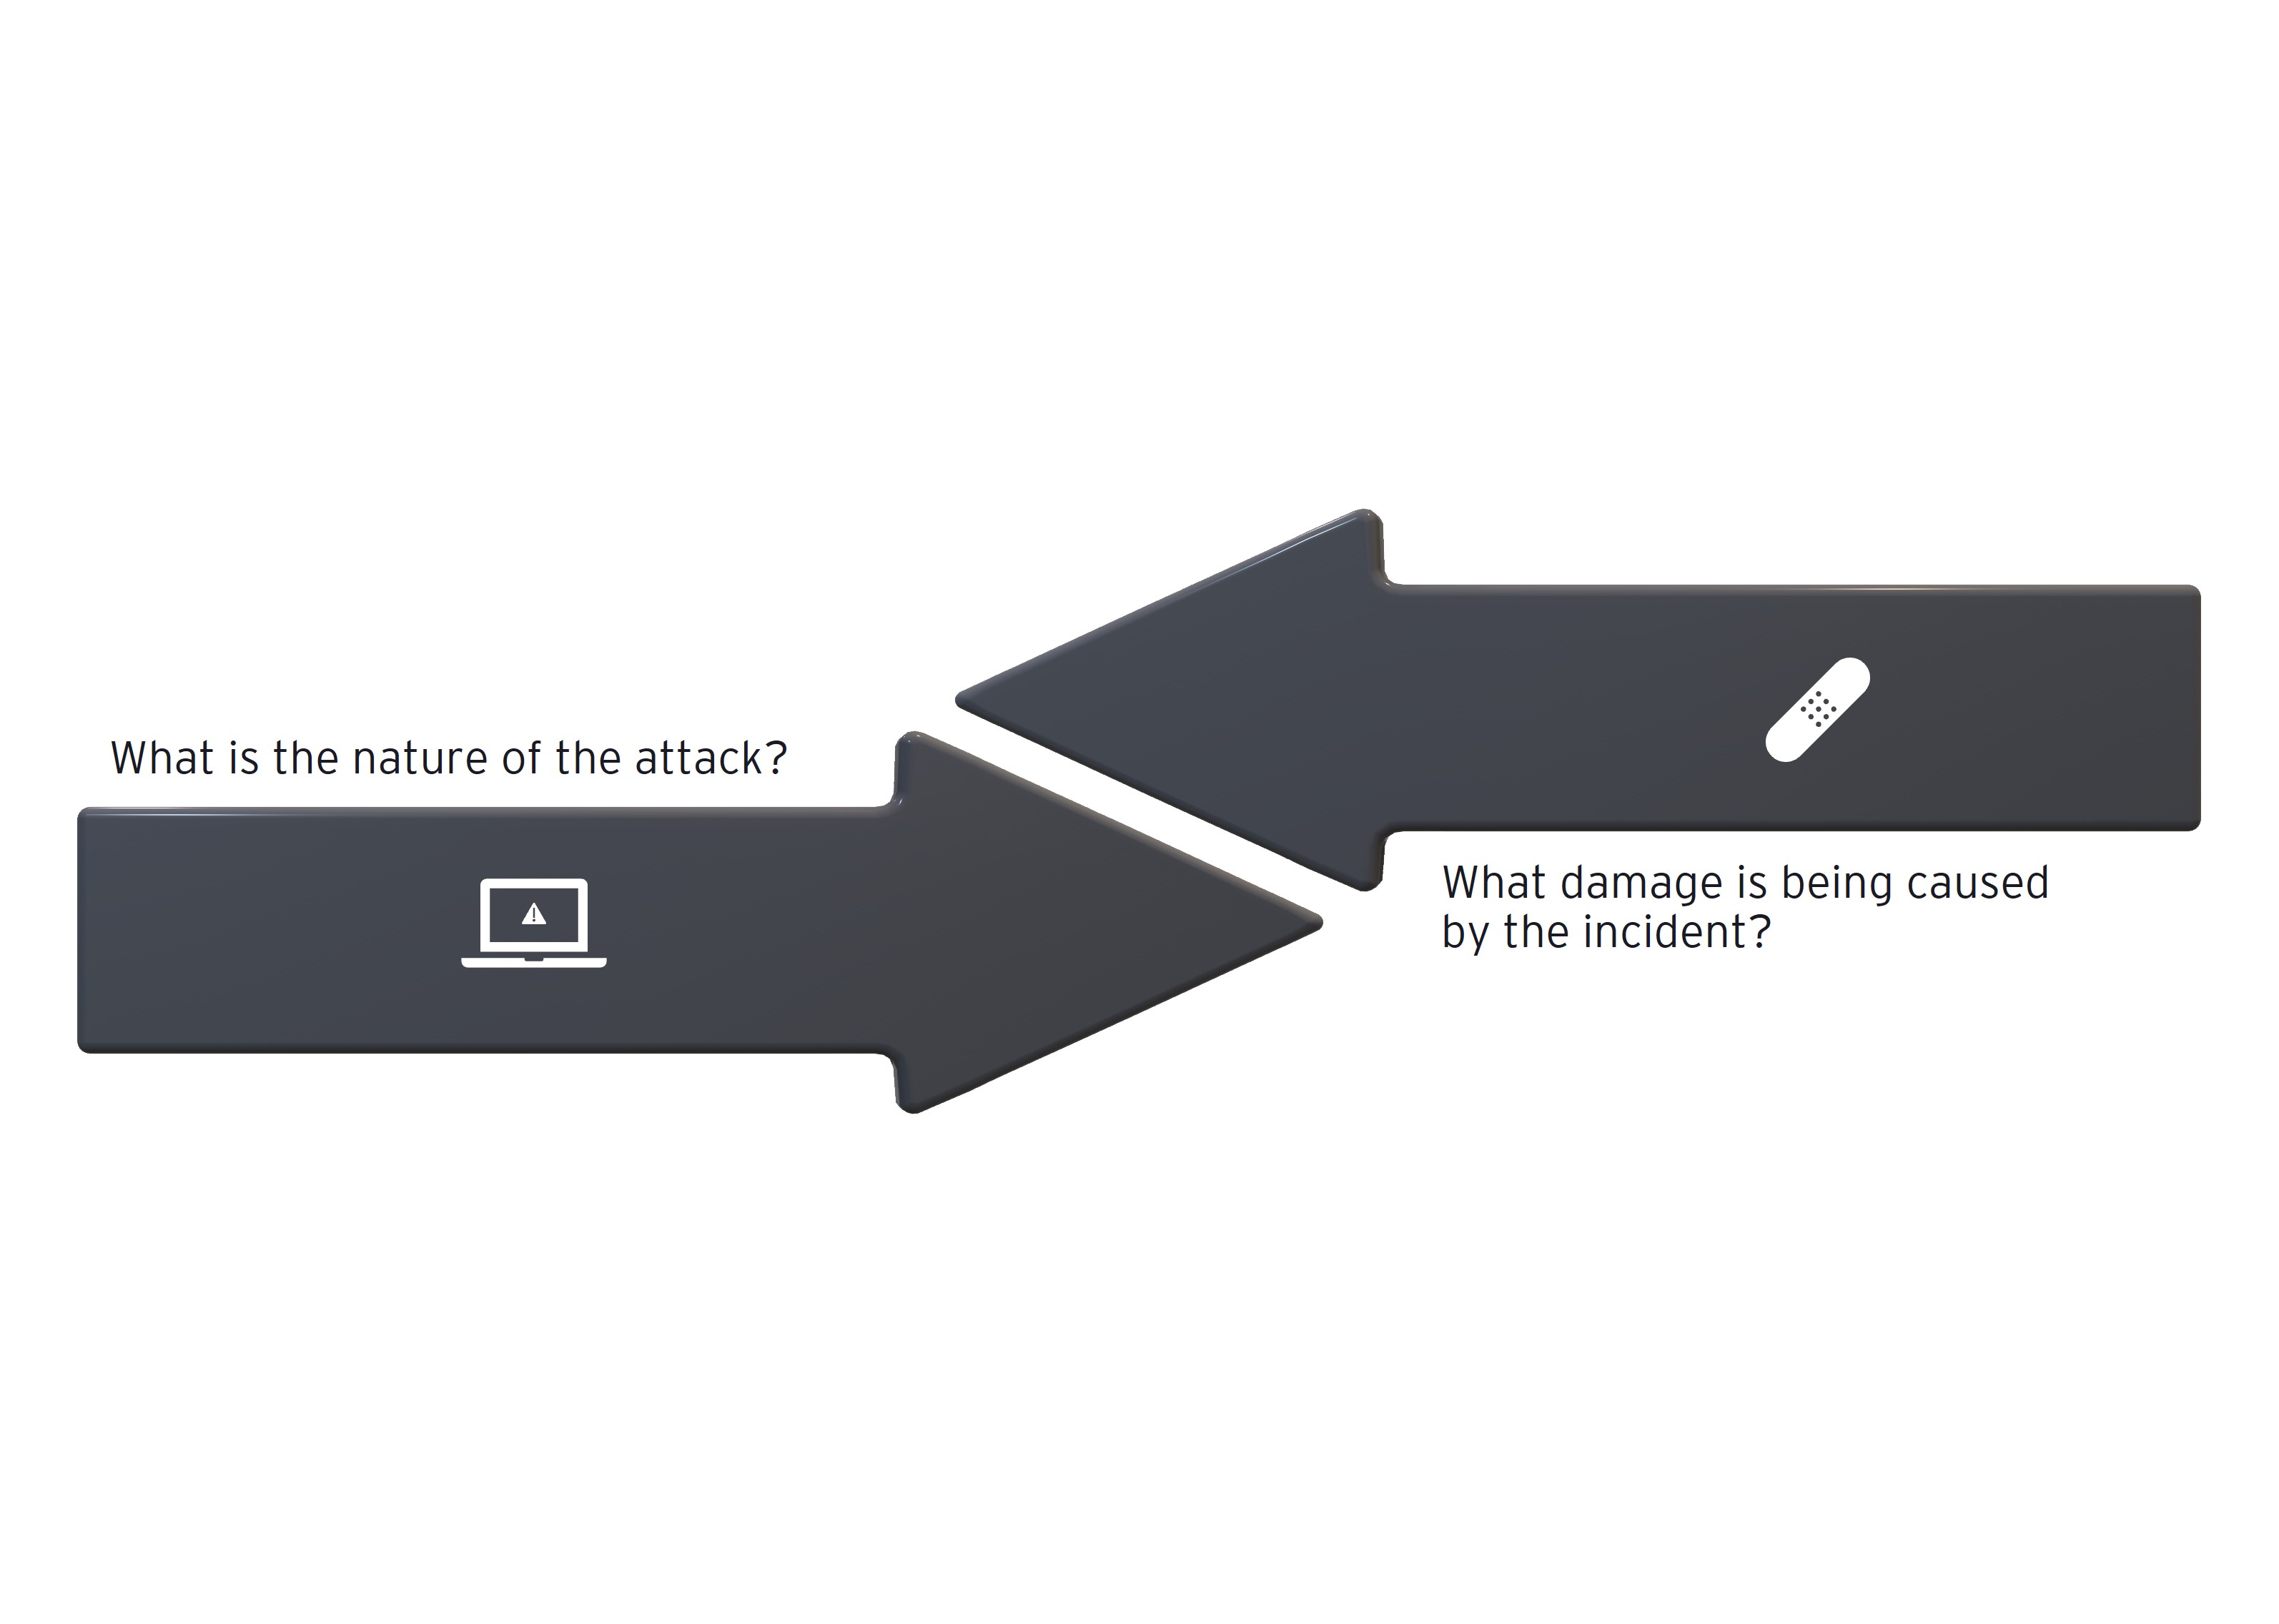 What is the nature of the attack?
What damage is being caused
by the incident?